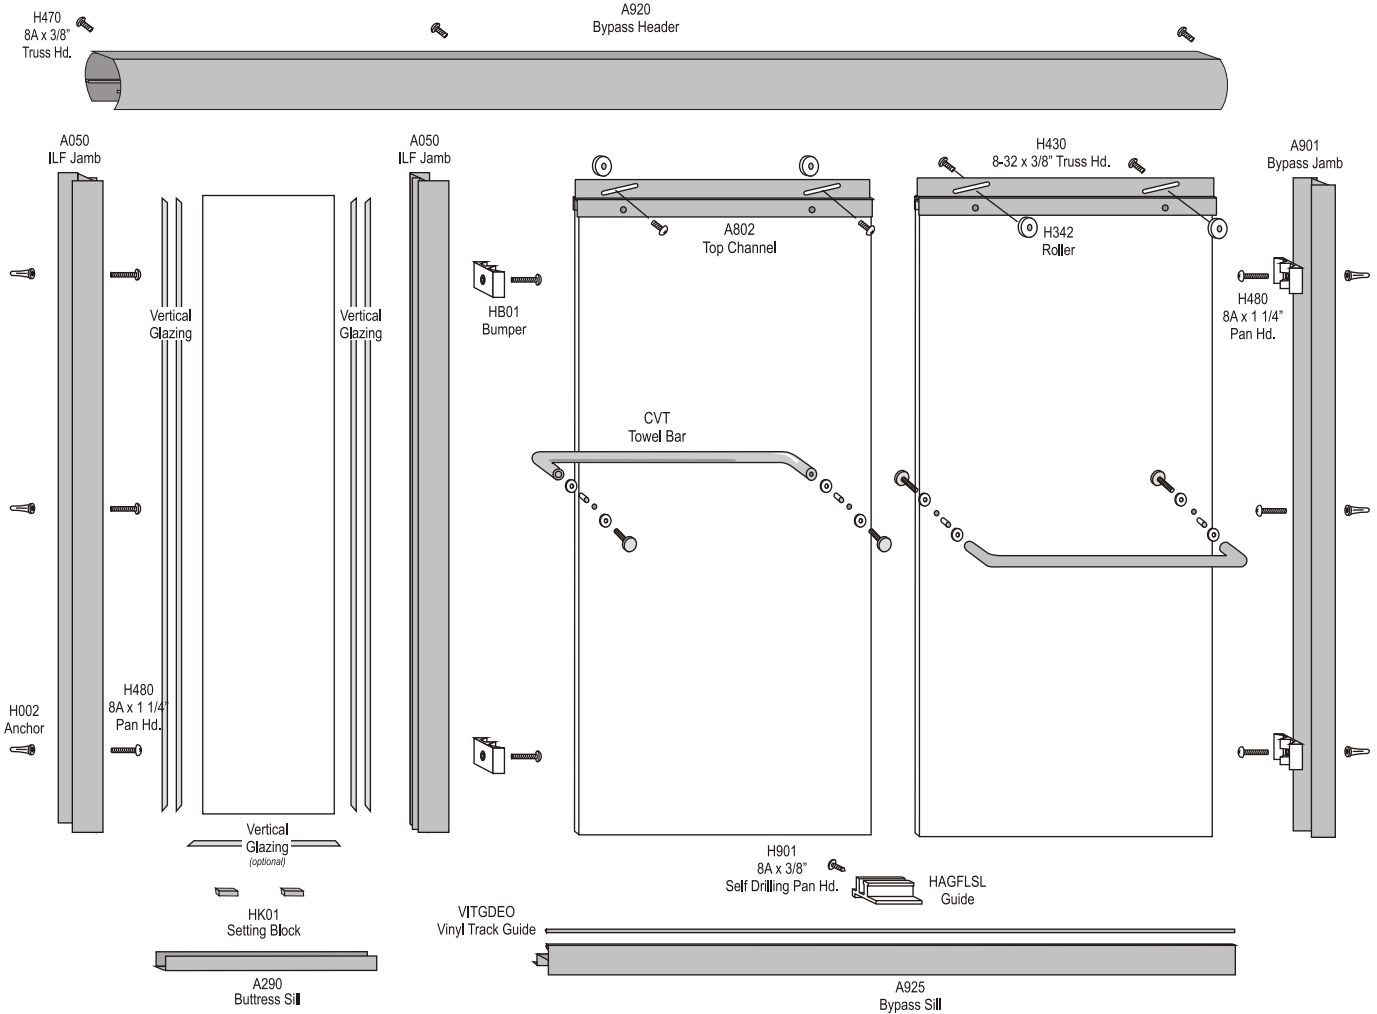 H470
8A x 3/8”
Truss Hd.
A920
Bypass Header
A050
ILF Jamb
A050
ILF Jamb
H430
8-32 x 3/8” Truss Hd.
A901
Bypass Jamb
A802
Top Channel
H342
Roller
Vertical
Glazing
Vertical
Glazing
HB01
Bumper
H480
8A x 1 1/4”
Pan Hd.
CVT
Towel Bar
H002
Anchor
H480
8A x 1 1/4”
Pan Hd.
Vertical
Glazing
(optional)
H901
8A x 3/8”
Self Drilling Pan Hd.
HAGFLSL
Guide
HK01
Setting Block
VITGDEO
Vinyl Track Guide
A290
Buttress Sill
A925
Bypass Sill